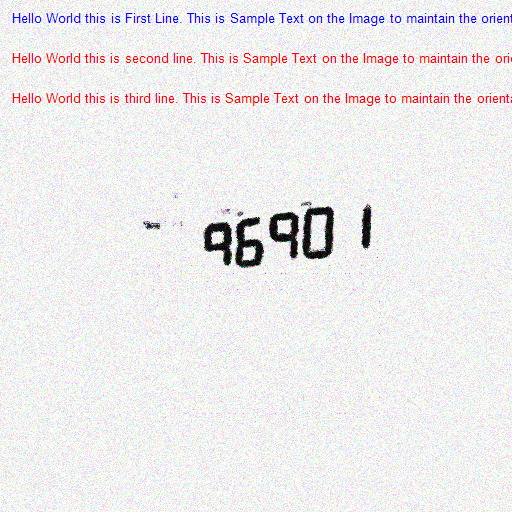 Hello World this is First Line. This is Sample Text on the Image to maintain the orient
Hello World this is second line. This is Sample Text on the Image to maintain the ori
Hello World this is third line. This is Sample Text on the Image to maintain the orient
96901